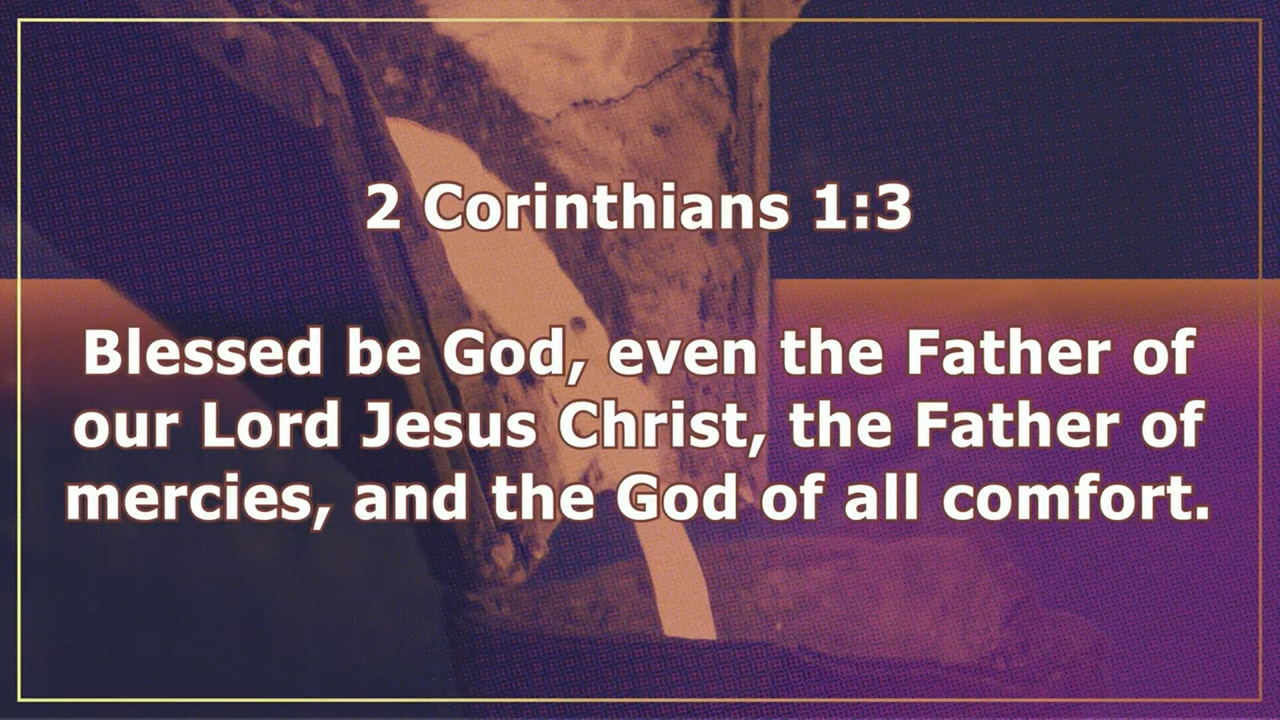 2 Corinthians 1:3
Blessed be God, even the Father of
our Lord Jesus Christ, the Father of
mercies, and the God of all comfort.